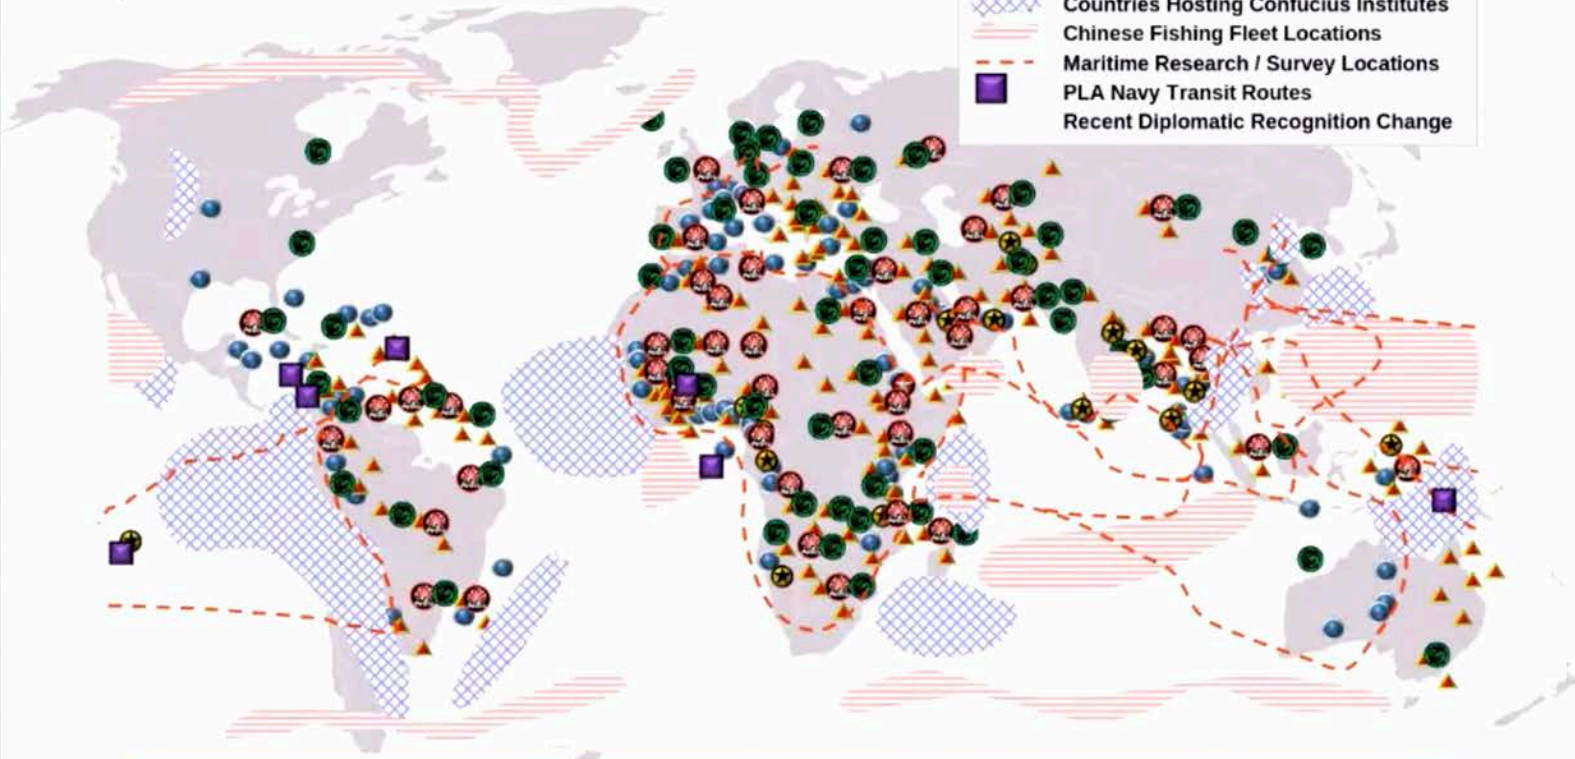 Countries Hosting Confucius Institutes
Chinese Fishing Fleet Locations
Maritime Research / Survey Locations
PLA Navy Transit Routes
Recent Diplomatic Recognition Change